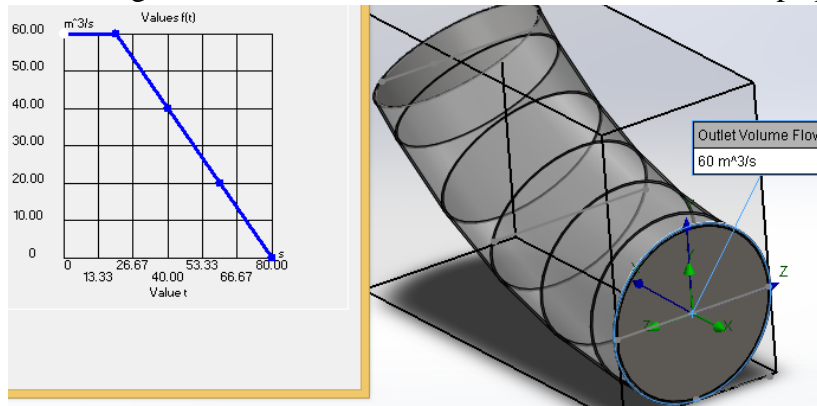 Values f(t)
m^3/s
60.00
50.00
40.00
30.00
20.00
10.00
0
0 26.67 53.33 80.00 s
13.33 40.00 66.67
Value t
Outlet Volume Flow
60 m^3/s
Z
Z
X